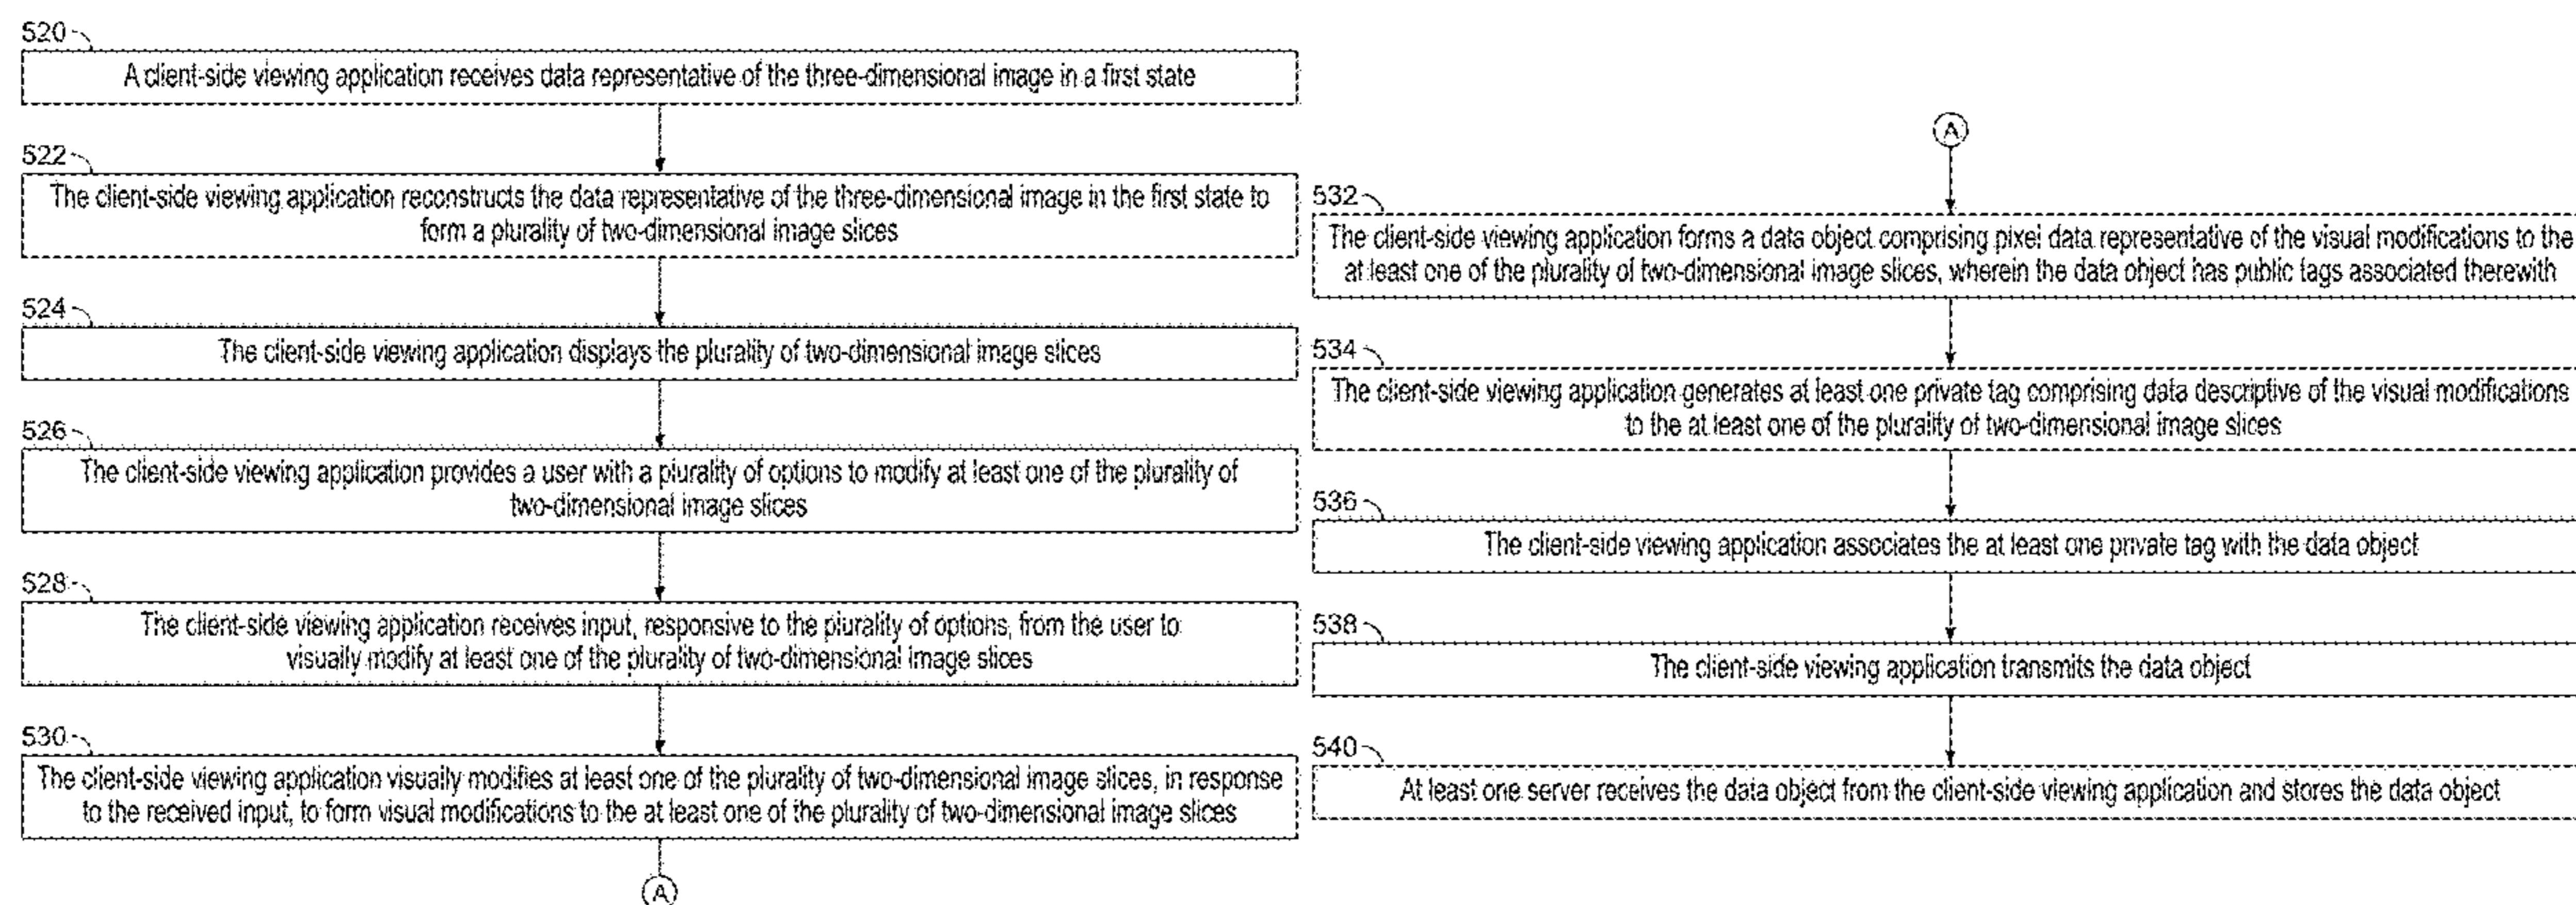 520
A client-side viewing application receives data representative of the three-dimensional image in a first state
522
The client-side viewing application reconstructs the data representative of the three-dimensional image in the first state to
form a plurality of two-dimensional image slices
524
The client-side viewing application displays the plurality of two-dimensional image slices
526
The client-side viewing application provides a user with a plurality of options to modify at least one of the plurality of
two-dimensional image slices
528
The client-side viewing application receives input, responsive to the plurality of options, from the user to
visually modify at least one of the plurality of two-dimensional image slices
530
The client-side viewing application visually modifies at least one of the plurality of two-dimensional image slices, in response
to the received input, to form visual modifications to the at least one of the plurality of two-dimensional image slices
A
A
532
The client-side viewing application forms a data object comprising pixel data representative of the visual modifications to the
at least one of the plurality of two-dimensional image slices, wherein the data object has public tags associated therewith
534
The client-side viewing application generates at least one private tag comprising data descriptive of the visual modifications
to the at least one of the plurality of two-dimensional image slices
536
The client-side viewing application associates the at least one private tag with the data object
538
The client-side viewing application transmits the data object
540
At least one server receives the data object from the client-side viewing application and stores the data object